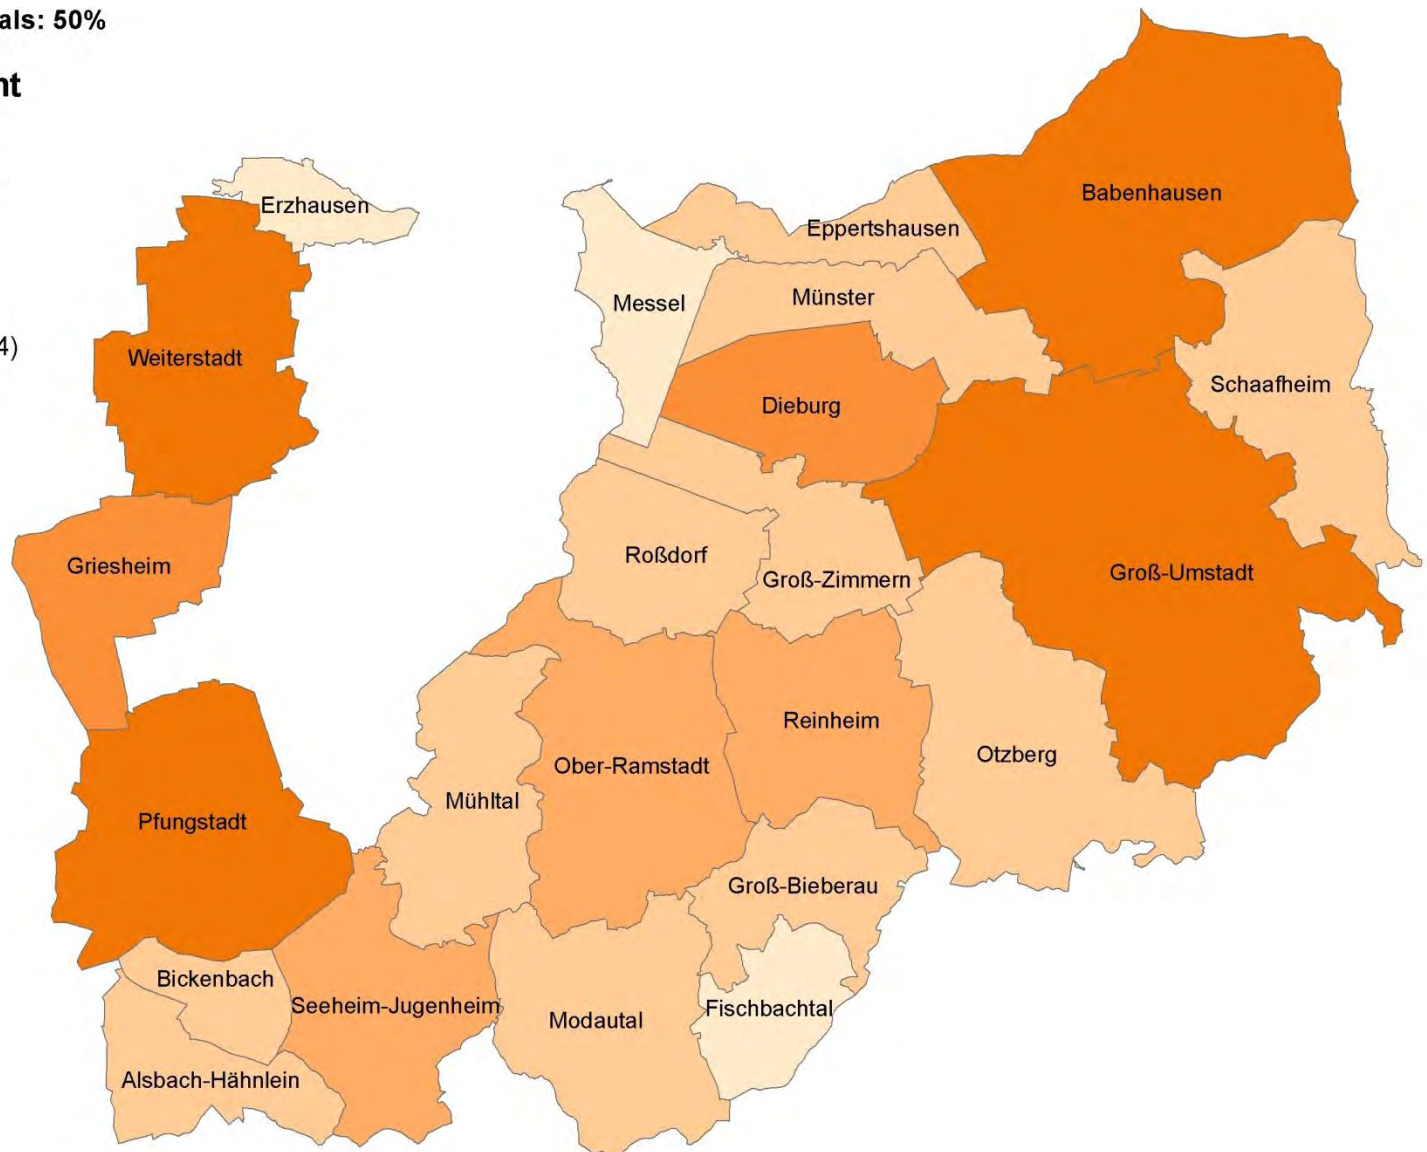 als: 50%
nt
4)
Erzhausen
Babenhausen
Eppertshausen
Messel
Münster
Weiterstadt
Schaafheim
Dieburg
Griesheim
Roßdorf
Groß-Zimmern
Groß-Umstadt
Reinheim
Otzberg
Ober-Ramstadt
Mühltal
Pfungstadt
Groß-Bieberau
Bickenbach
Seeheim-Jugenheim
Fischbachtal
Modautal
Alsbach-Hähnlein